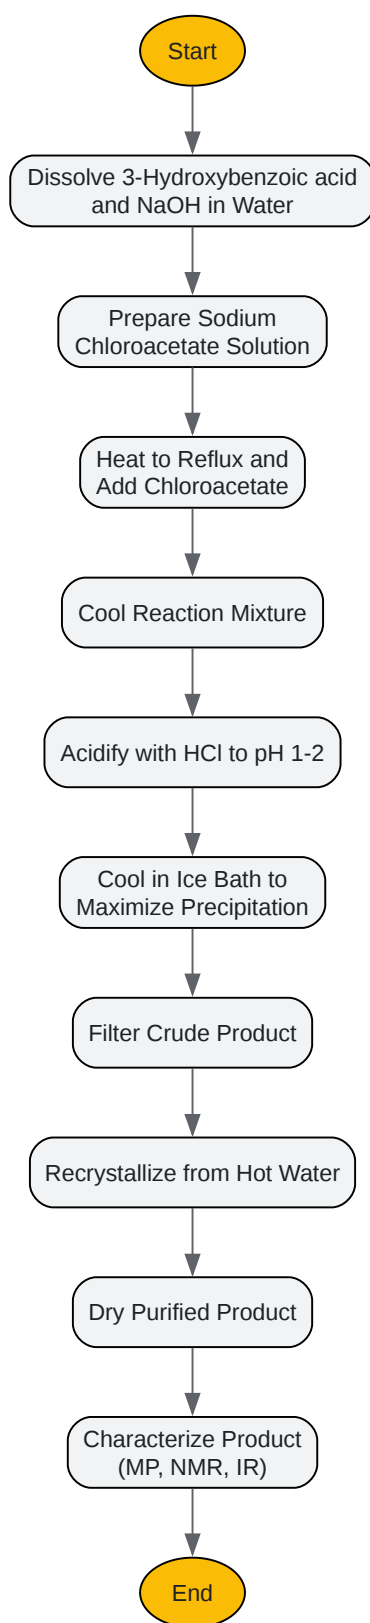 Start
Dissolve 3-Hydroxybenzoic acid
and NaOH in Water
Prepare Sodium
Chloroacetate Solution
Heat to Reflux and
Add Chloroacetate
Cool Reaction Mixture
Acidify with HCl to pH 1-2
Cool in Ice Bath to
Maximize Precipitation
Filter Crude Product
Recrystallize from Hot Water
Dry Purified Product
Characterize Product
(MP, NMR, IR)
End